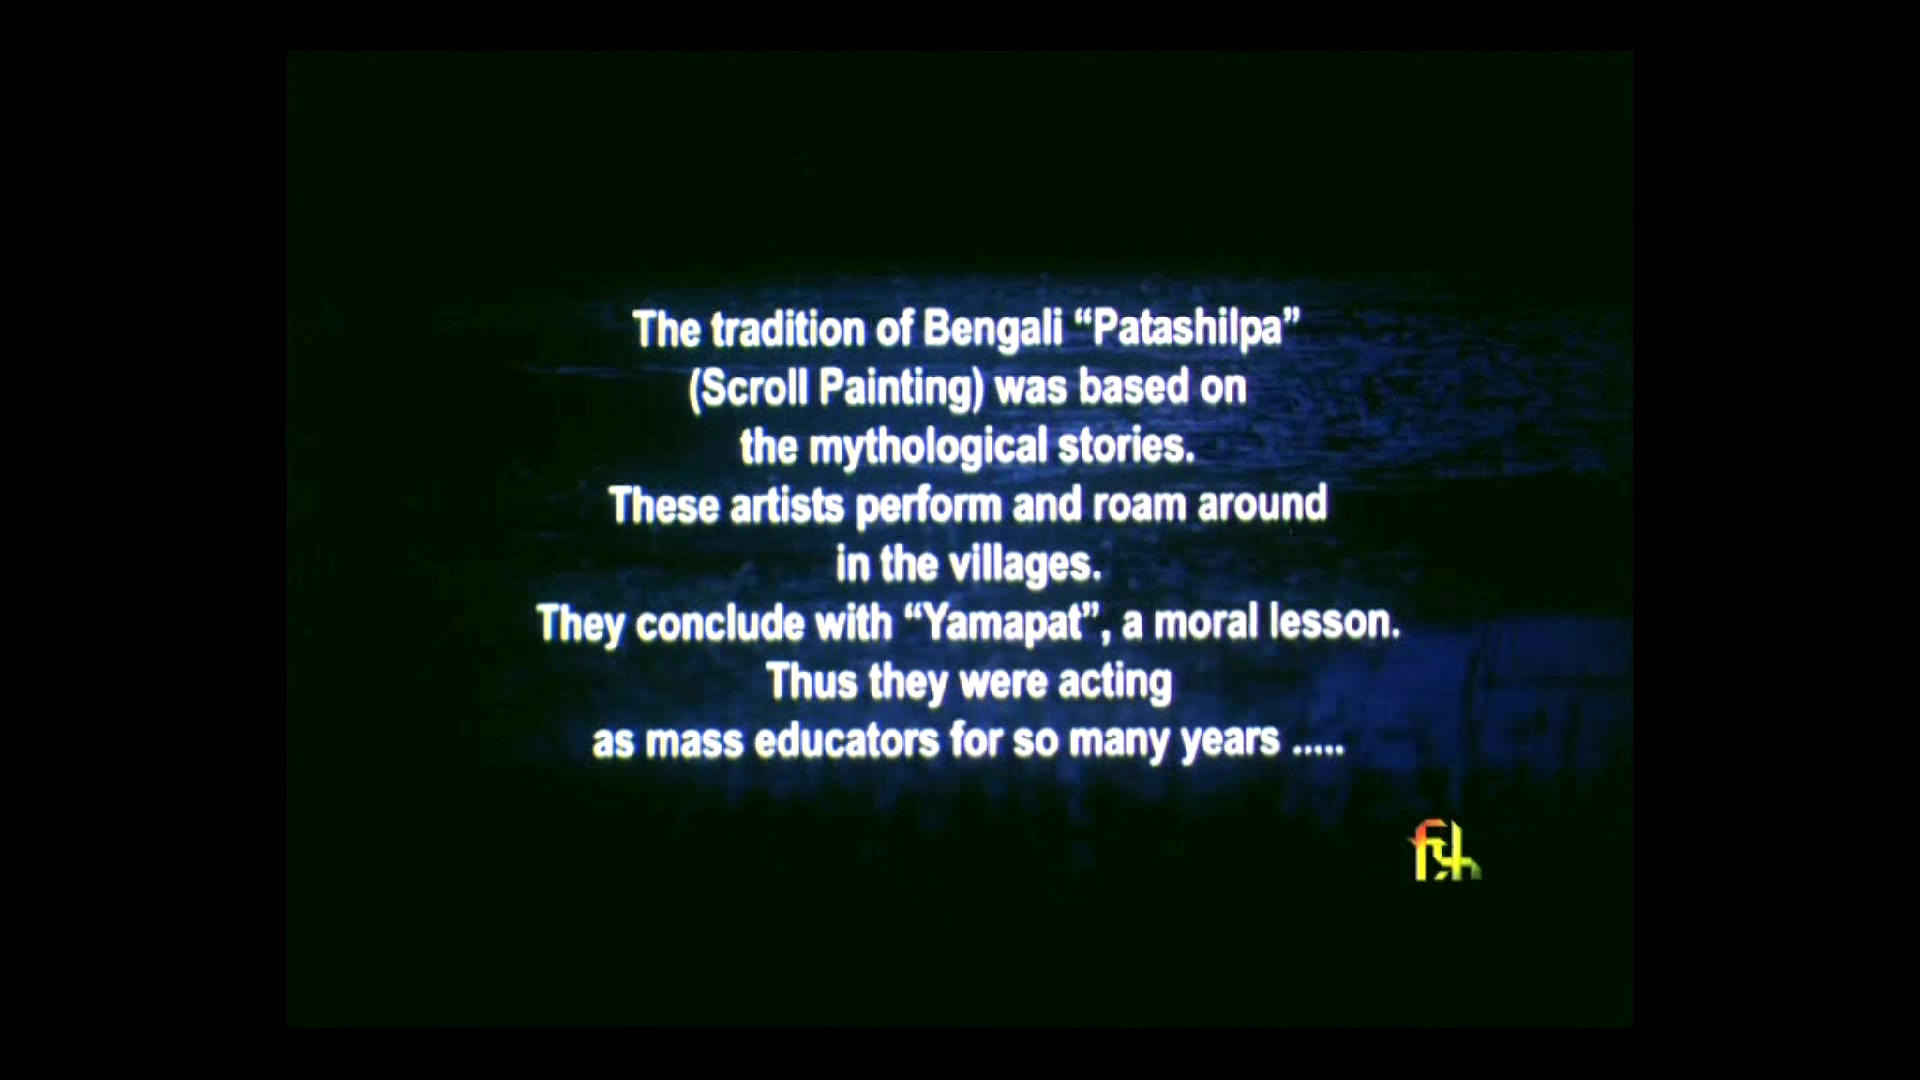 The tradition of Bengali “Patashilpa”
(Scroll Painting) was based on
the mythological stories.
These artists perform and roam around
in the villages.
They conclude with “Yamapat”, a moral lesson.
Thus they were acting
as mass educators for so many years .....